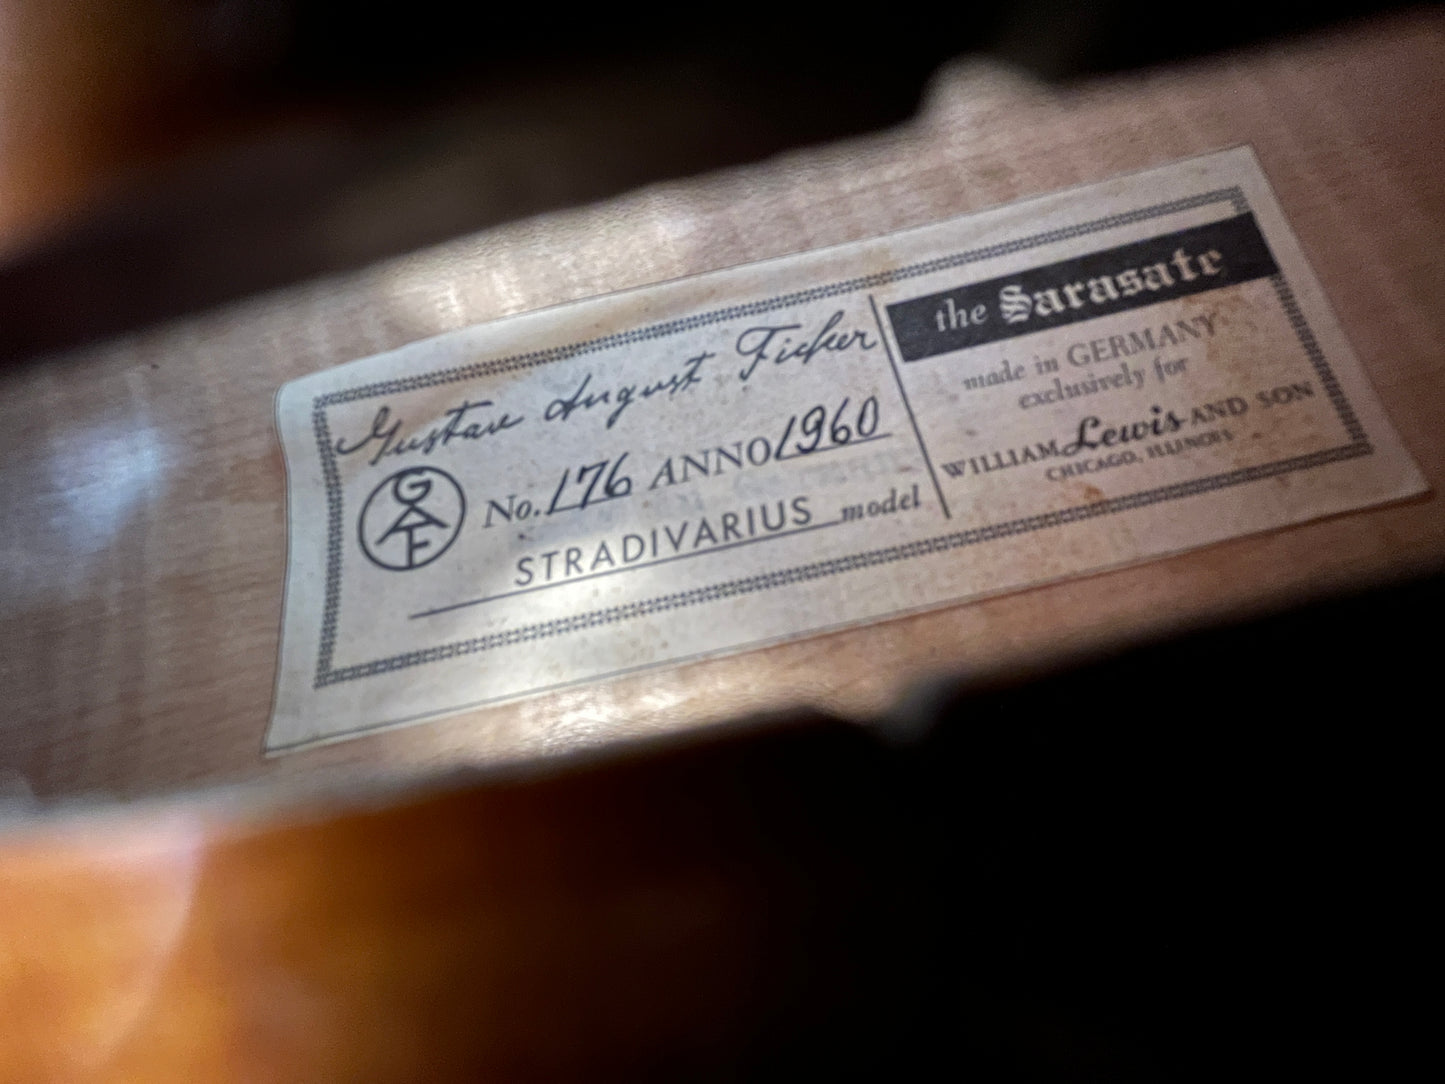 Gustav August Ficker
GAF
No. 176 ANNO 1960
STRADIVARIUS model
the Sarasate
made in GERMANY
exclusively for
WILLIAM Lewis AND SON
CHICAGO, ILLINOIS